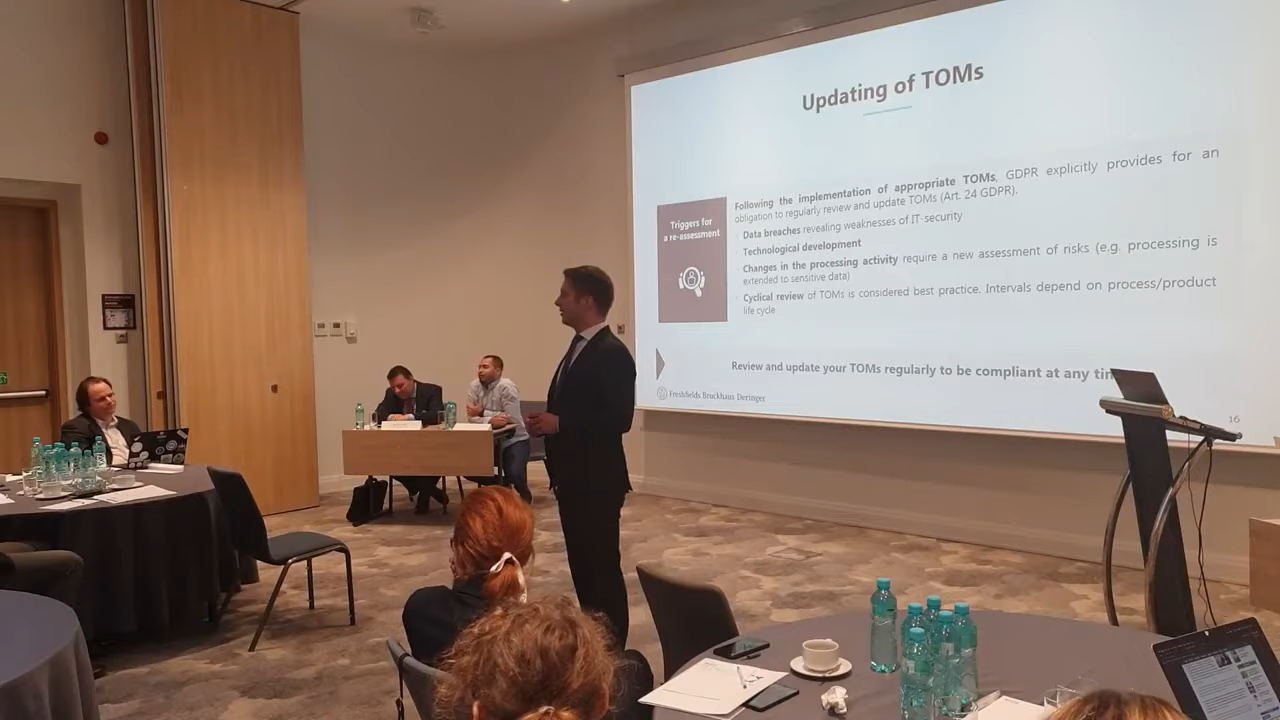 Updating of TOMs
Triggers for
a re-assessment
Following the implementation of appropriate TOMs, GDPR explicitly provides for an
obligation to regularly review and update TOMs (Art. 24 GDPR).
Data breaches revealing weaknesses of IT-security
Technological development
Changes in the processing activity require a new assessment of risks (e.g. processing is
extended to sensitive data)
Cyclical review of TOMs is considered best practice. Intervals depend on process/product
life cycle
Review and update your TOMs regularly to be compliant at any
Freshfields Bruckhaus Deringer
16